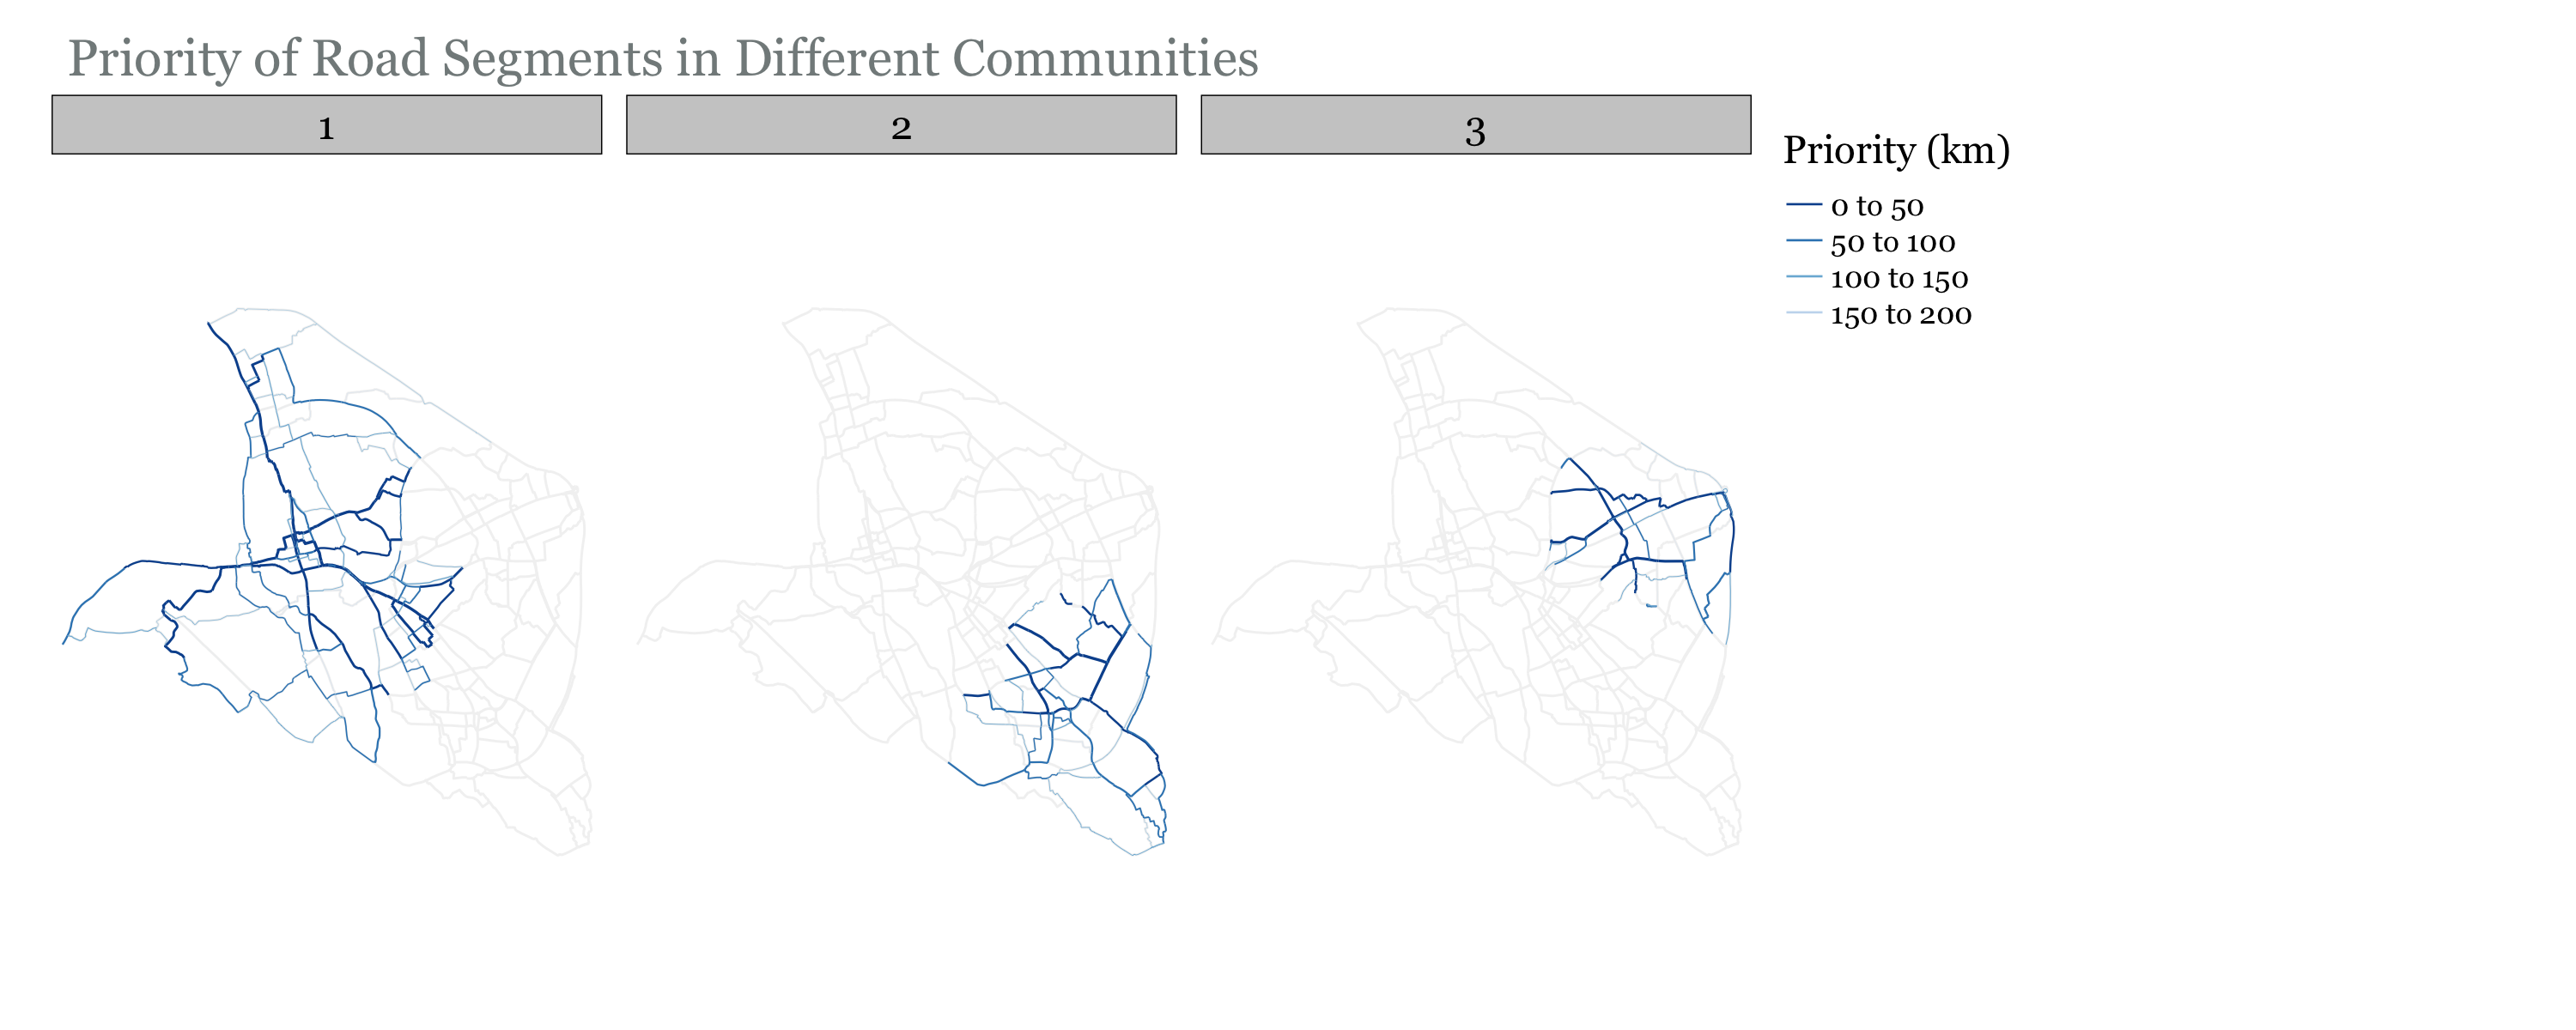 Priority of Road Segments in Different Communities
1
2
3
Priority (km)
0 to 50
50 to 100
100 to 150
150 to 200